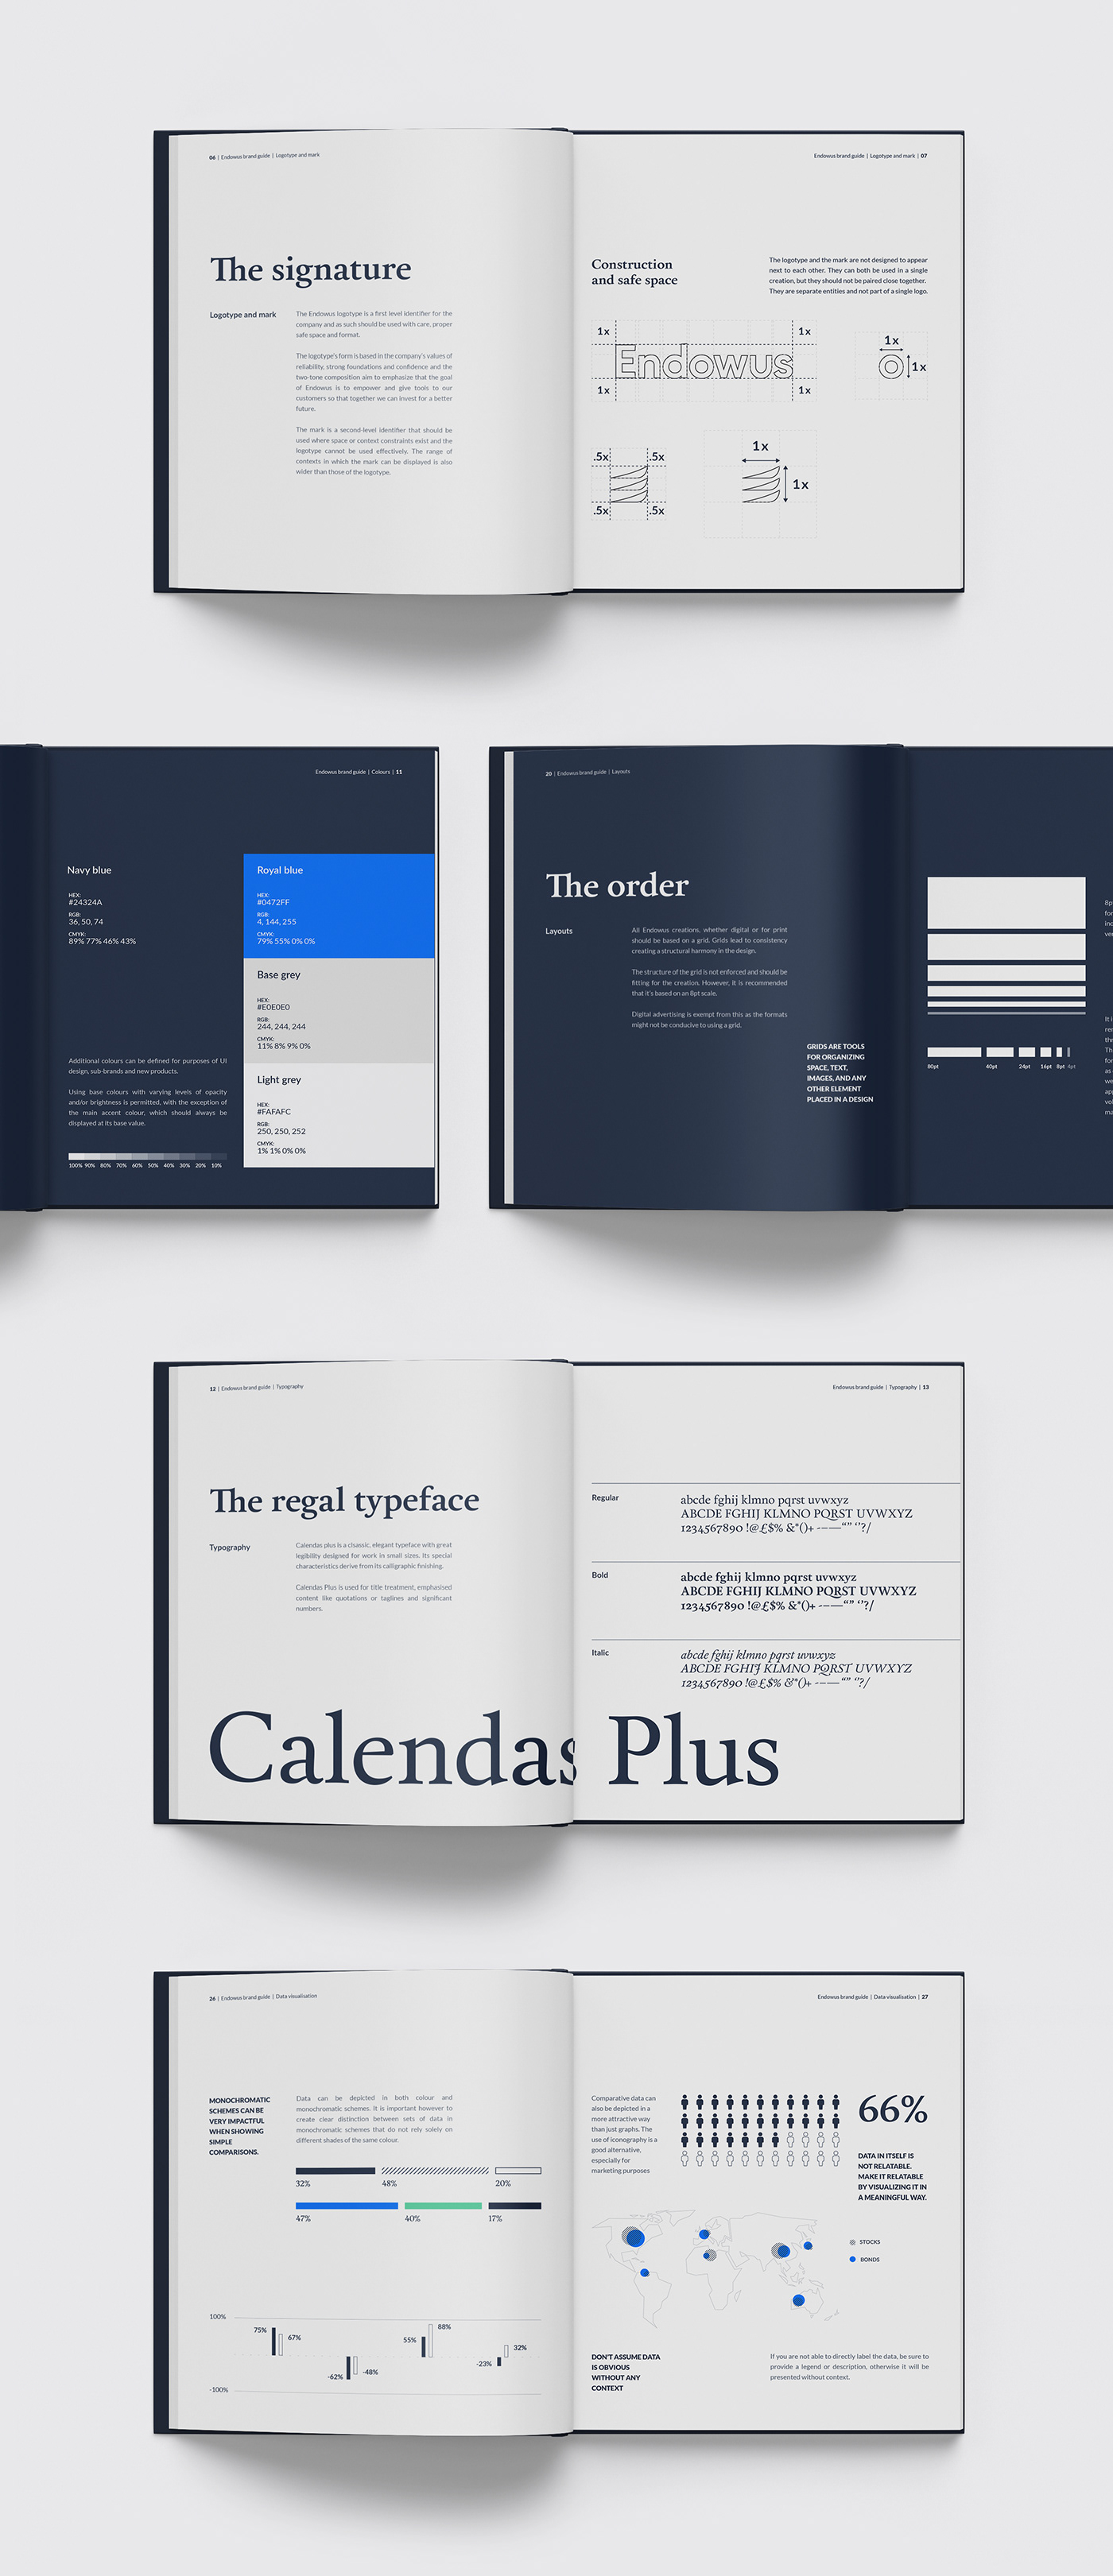 06 | Endowus brand guide | Logotype and mark
The signature
Logotype and mark
The Endowus logotype is a first level identifier for the
company and as such should be used with care, proper
safe space and format.
The logotype's form is based in the company's values of
reliability, strong foundations and confidence and the
two-tone composition aim to emphasize that the goal
of Endowus is to empower and give tools to our
customers so that together we can invest for a better
future.
The mark is a second-level identifier that should be
used where space or context constraints exist and the
logotype cannot be used effectively. The range of
contexts in which the mark can be displayed is also
wider than those of the logotype.
Endowus brand guide | Logotype and mark | 07
Construction
and safe space
The logotype and the mark are not designed to appear
next to each other. They can both be used in a single
creation, but they should not be paired close together.
They are separate entities and not part of a single logo.
1x 1x
Endowus
1x 1x
1x
o 1x
.5x .5x
.5x .5x
1x
1x
Endowus brand guide | Colours | 11
Navy blue
HEX:
#24324A
RGB:
36, 50, 74
CMYK:
89% 77% 46% 43%
Additional colours can be defined for purposes of UI
design, sub-brands and new products.
Using base colours with varying levels of opacity
and/or brightness is permitted, with the exception of
the main accent colour, which should always be
displayed at its base value.
100% 90% 80% 70% 60% 50% 40% 30% 20% 10%
Royal blue
HEX:
#0472FF
RGB:
4, 144, 255
CMYK:
79% 55% 0% 0%
Base grey
HEX:
#E0E0E0
RGB:
244, 244, 244
CMYK:
11% 8% 9% 0%
Light grey
HEX:
#FAFAFC
RGB:
250, 250, 252
CMYK:
1% 1% 0% 0%
20 | Endowus brand guide | Layouts
The order
Layouts
All Endowus creations, whether digital or for print
should be based on a grid. Grids lead to consistency
creating a structural harmony in the design.
The structure of the grid is not enforced and should be
fitting for the creation. However, it is recommended
that it's based on an 8pt scale.
Digital advertising is exempt from this as the formats
might not be conducive to using a grid.
GRIDS ARE TOOLS
FOR ORGANIZING
SPACE, TEXT,
IMAGES, AND ANY
OTHER ELEMENT
PLACED IN A DESIGN
80pt 40pt 24pt 16pt 8pt 4pt
12 | Endowus brand guide | Typography
The regal typeface
Typography
Calendas plus is a clsassic, elegant typeface with great
legibility designed for work in small sizes. Its special
characteristics derive from its calligraphic finishing.
Calendas Plus is used for title treatment, emphasised
content like quotations or taglines and significant
numbers.
Endowus brand guide | Typography | 13
Regular
abcde fghij klmno pqrst uvwxyz
ABCDE FGHIJ KLMNO PQRST UVWXYZ
1234567890 !@£$% &*()+ -–—“” ‘’?/
Bold
abcde fghij klmno pqrst uvwxyz
ABCDE FGHIJ KLMNO PQRST UVWXYZ
1234567890 !@£$% &*()+ -–—“” ‘’?/
Italic
abcde fghij klmno pqrst uvwxyz
ABCDE FGHIJ KLMNO PQRST UVWXYZ
1234567890 !@£$% &*()+ -–—“” ‘’?/
Calendas Plus
26 | Endowus brand guide | Data visualisation
MONOCHROMATIC
SCHEMES CAN BE
VERY IMPACTFUL
WHEN SHOWING
SIMPLE
COMPARISONS.
Data can be depicted in both colour and
monochromatic schemes. It is important however to
create clear distinction between sets of data in
monochromatic schemes that do not rely solely on
different shades of the same colour.
32% 48% 20%
47% 40% 17%
100%
75% 67%
-62% -48%
55% 88%
-23% 32%
-100%
Endowus brand guide | Data visualisation | 27
Comparative data can
also be depicted in a
more attractive way
than just graphs. The
use of iconography is a
good alternative,
especially for
marketing purposes
66%
DATA IN ITSELF IS
NOT RELATABLE.
MAKE IT RELATABLE
BY VISUALIZING IT IN
A MEANINGFUL WAY.
STOCKS
BONDS
DON'T ASSUME DATA
IS OBVIOUS
WITHOUT ANY
CONTEXT
If you are not able to directly label the data, be sure to
provide a legend or description, otherwise it will be
presented without context.